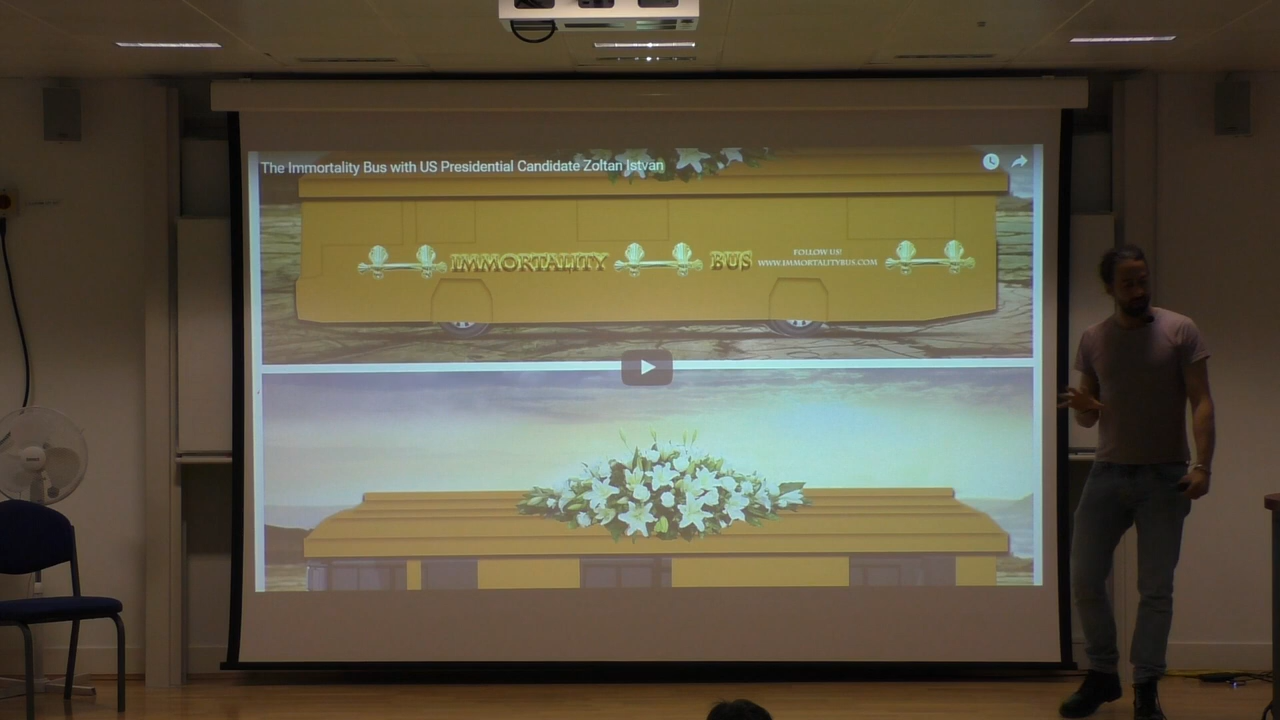 The Immortality Bus with US Presidential Candidate Zoltan Istvan
IMMORTALITY BUS
FOLLOW US!
WWW.IMMORTALITYBUS.COM